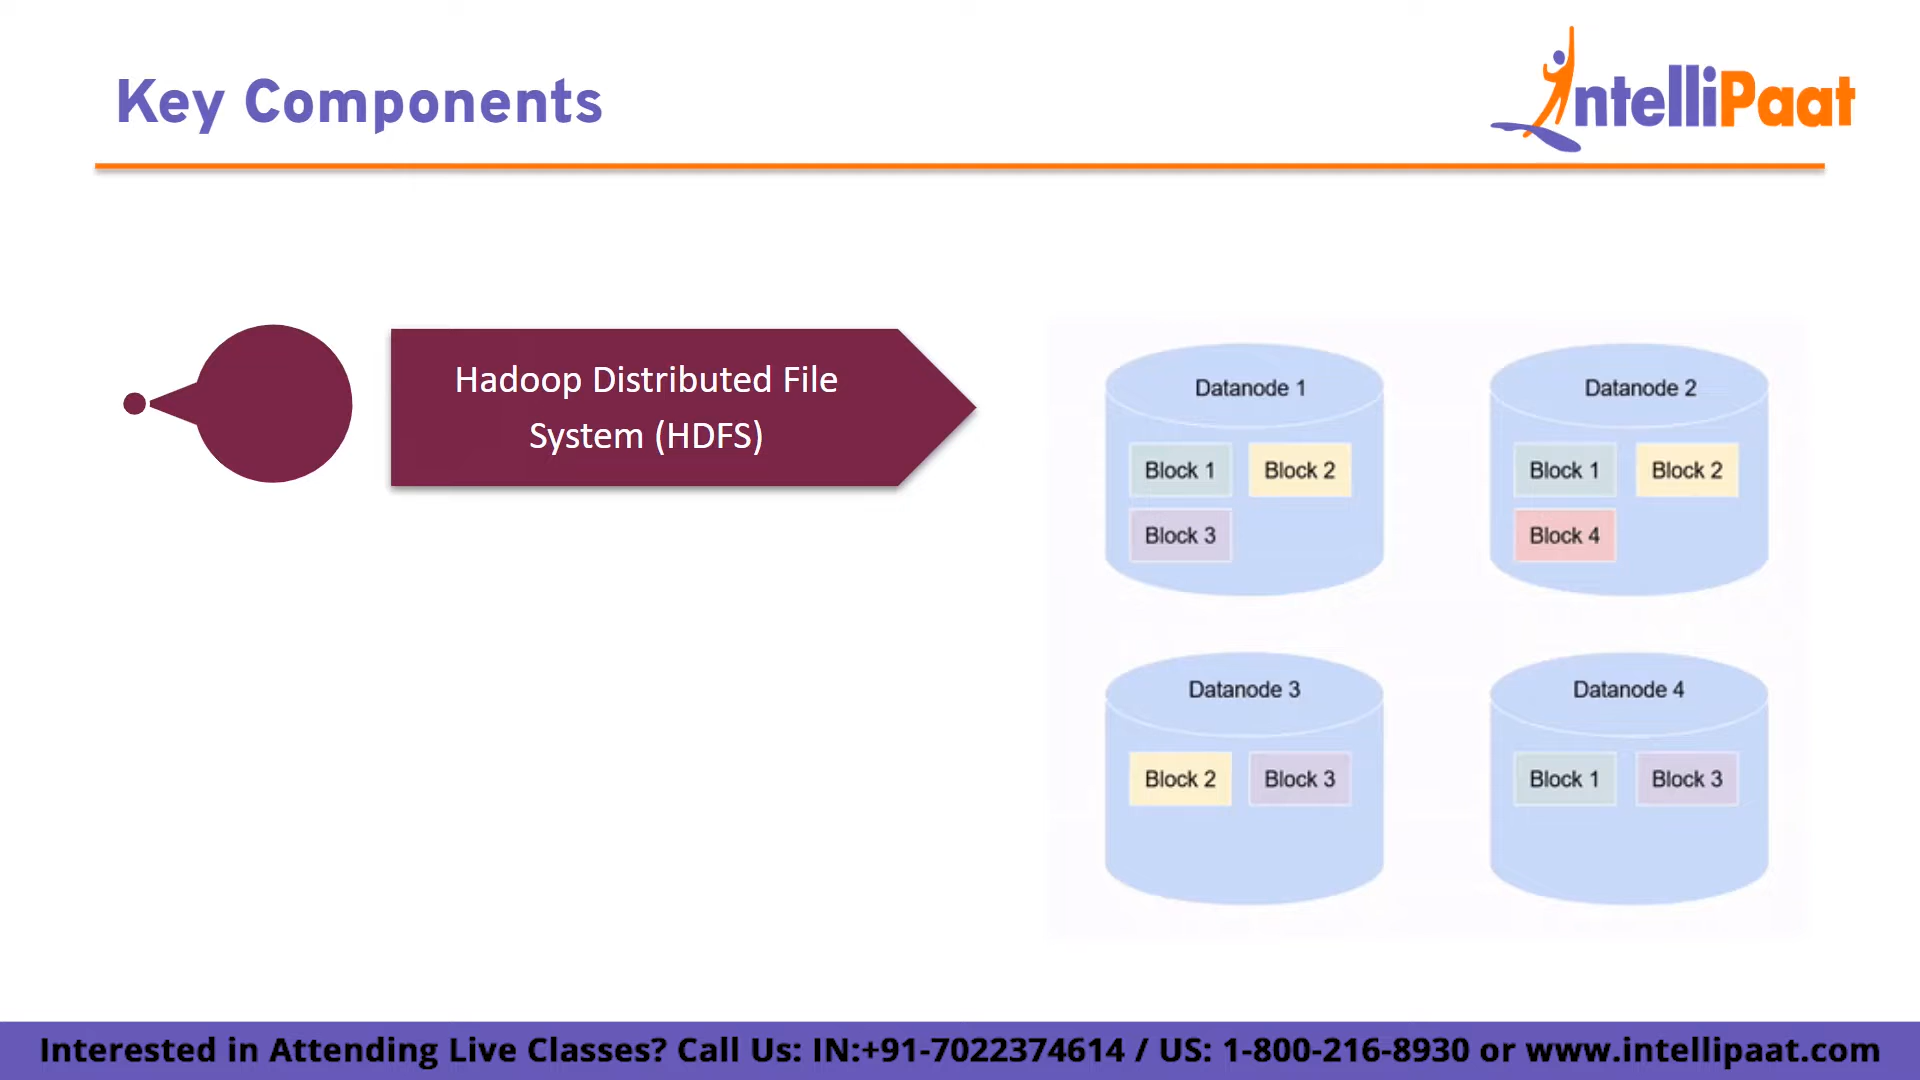 Key Components
IntelliPaat
Hadoop Distributed File
System (HDFS)
Datanode 1
Block 1 Block 2
Block 3
Datanode 2
Block 1 Block 2
Block 4
Datanode 3
Block 2 Block 3
Datanode 4
Block 1 Block 3
Interested in Attending Live Classes? Call Us: IN:+91-7022374614 / US: 1-800-216-8930 or www.intellipaat.com